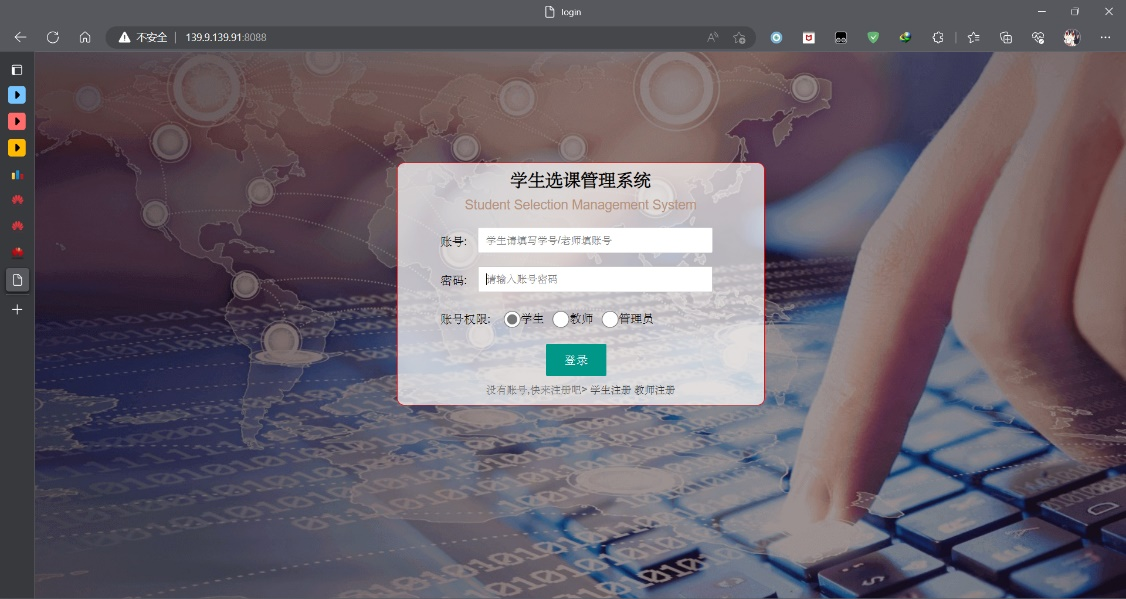 login
不安全 | 139.9.139.91:8088
学生选课管理系统
Student Selection Management System
账号: 学生请填写学号/老师填账号
密码: 请输入账号密码
账号权限: 学生 教师 管理员
登录
没有账号,快来注册吧> 学生注册 教师注册